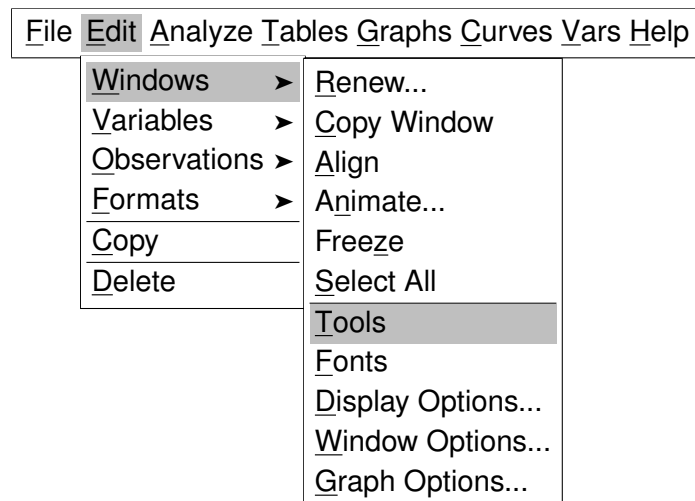 File Edit Analyze Tables Graphs Curves Vars Help
Windows ➤
Variables ➤
Observations ➤
Formats ➤
Copy
Delete
Renew...
Copy Window
Align
Animate...
Freeze
Select All
Tools
Fonts
Display Options...
Window Options...
Graph Options...